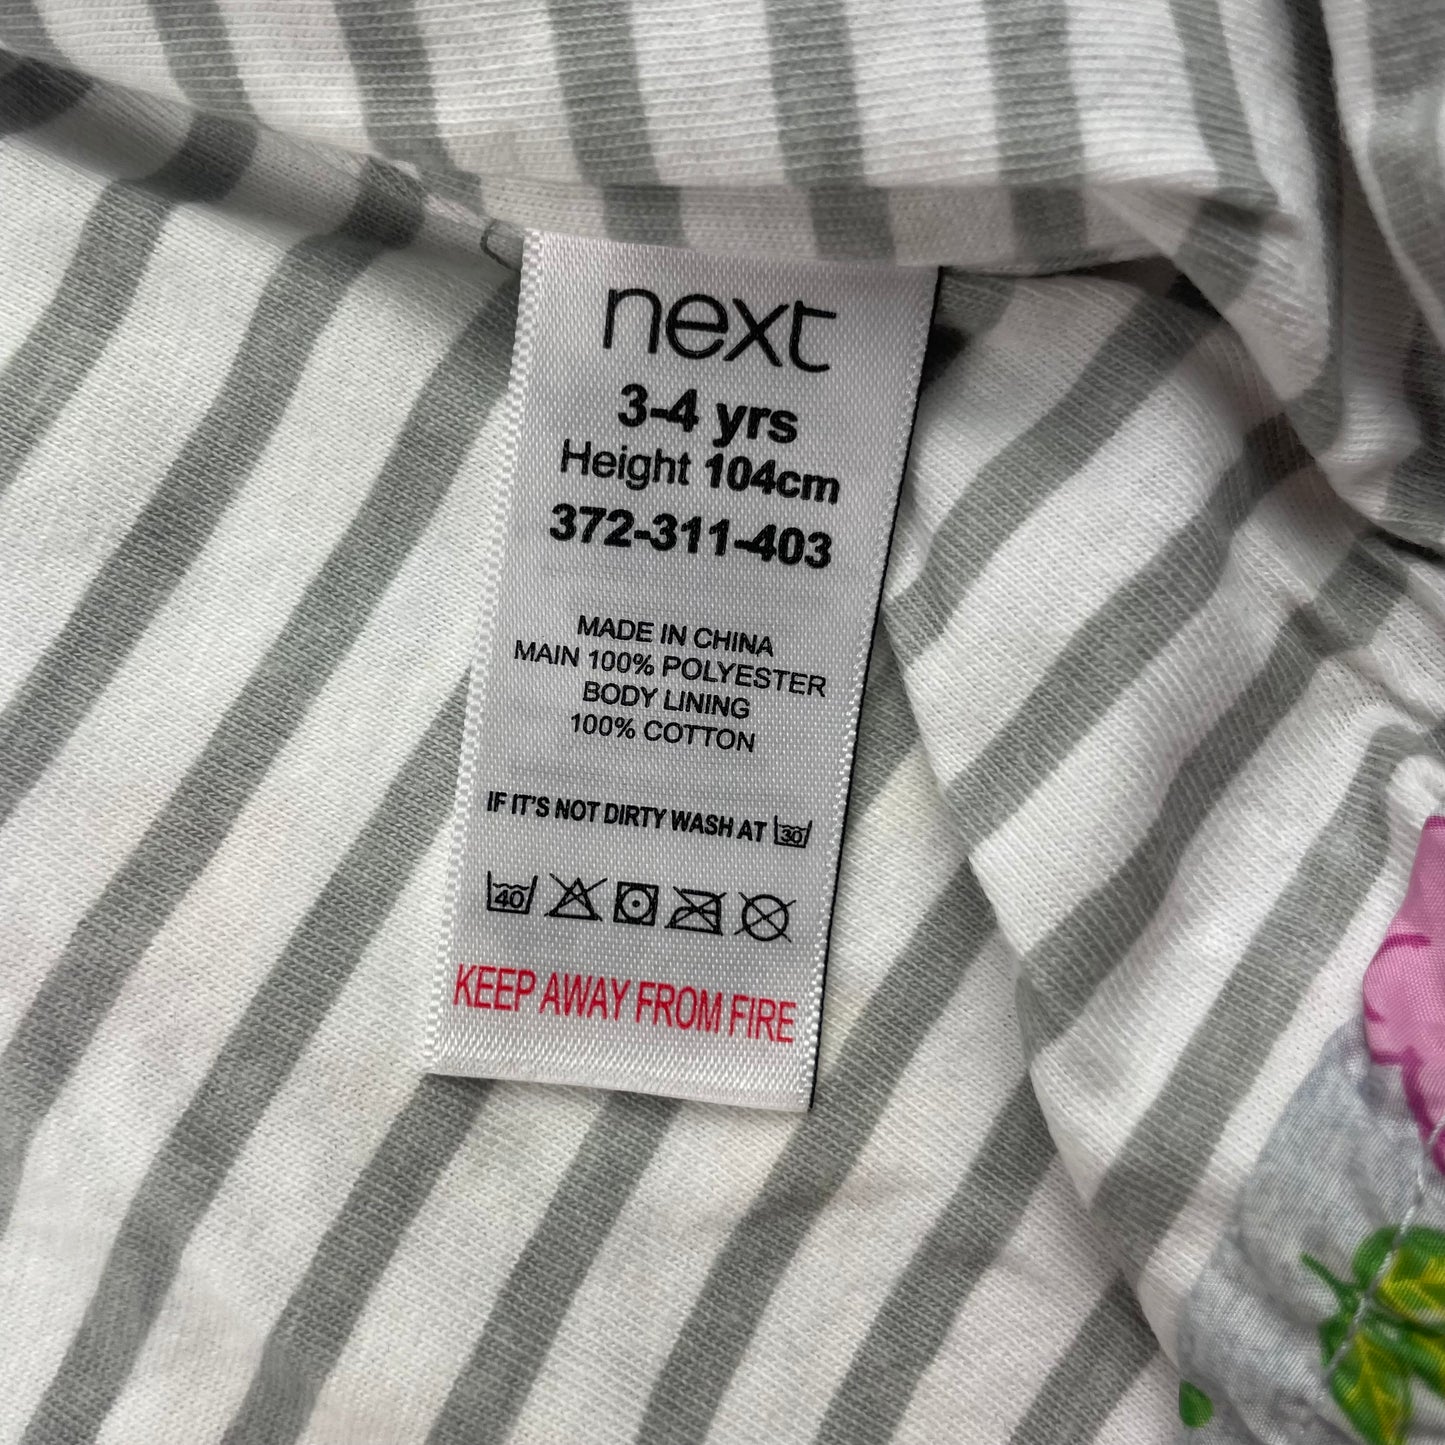 next
3-4 yrs
Height 104cm
372-311-403
MADE IN CHINA
MAIN 100% POLYESTER
BODY LINING
100% COTTON
IF IT'S NOT DIRTY WASH AT 30
40
KEEP AWAY FROM FIRE